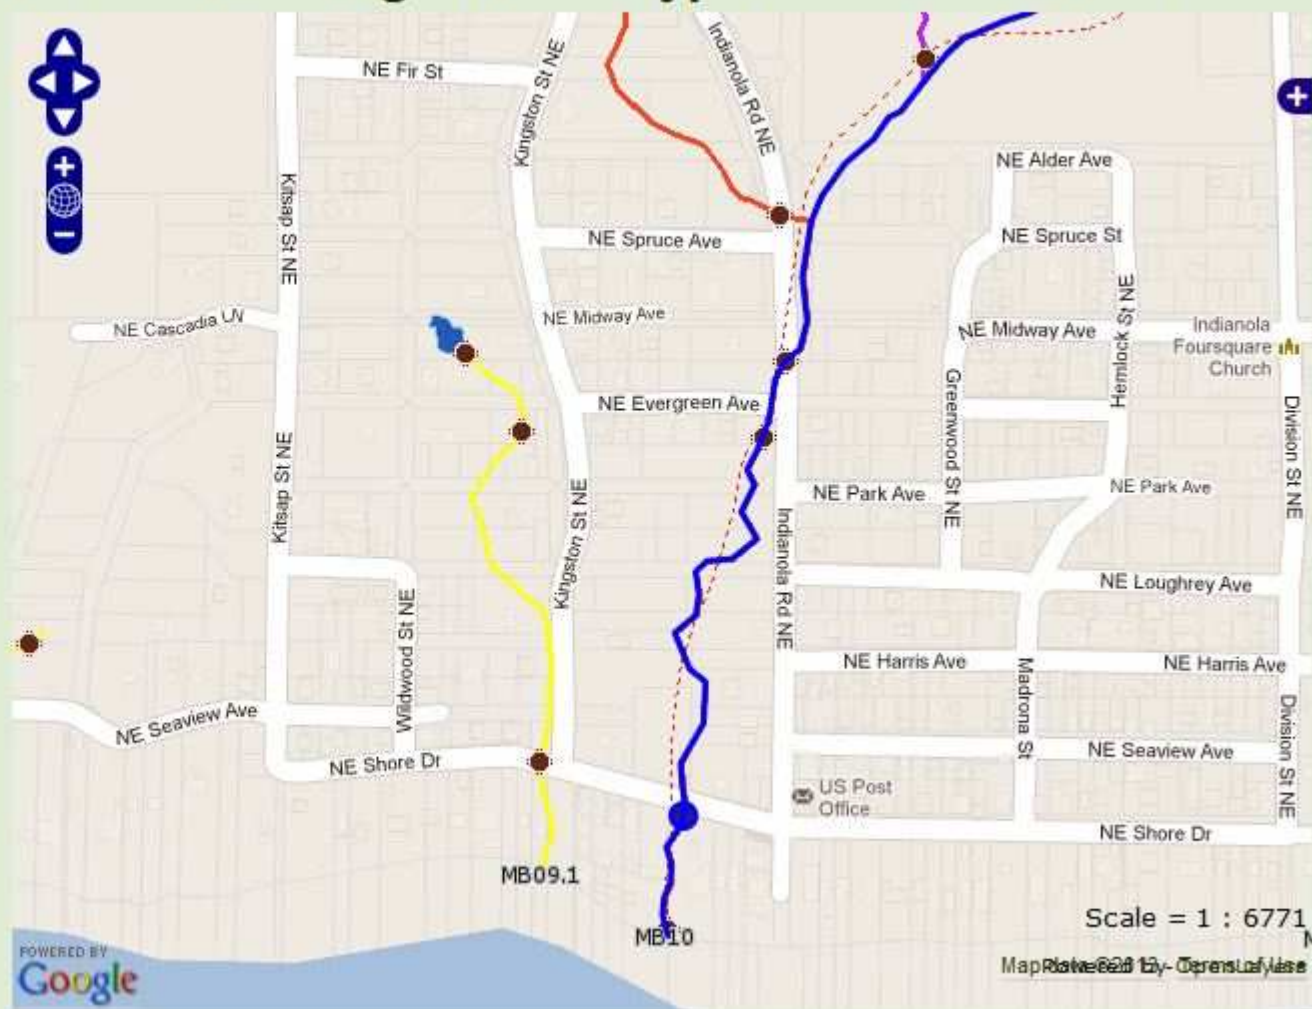 NE Fir St
Kingston St NE
Indianola Rd NE
NE Alder Ave
Kitsap St NE
NE Spruce Ave
NE Spruce St
NE Cascadia LN
NE Midway Ave
Hemlock St NE
NE Midway Ave
Indianola
Foursquare
Church
NE Evergreen Ave
Greenwood St NE
Division St NE
Kitsap St NE
NE Park Ave
NE Park Ave
Kingston St NE
Indianola Rd NE
NE Loughrey Ave
Wildwood St NE
NE Harris Ave
NE Harris Ave
Madrona St
NE Seaview Ave
Division St NE
NE Shore Dr
NE Seaview Ave
US Post
Office
NE Shore Dr
MB09.1
MB10
Scale = 1 : 6771
POWERED BY
Google